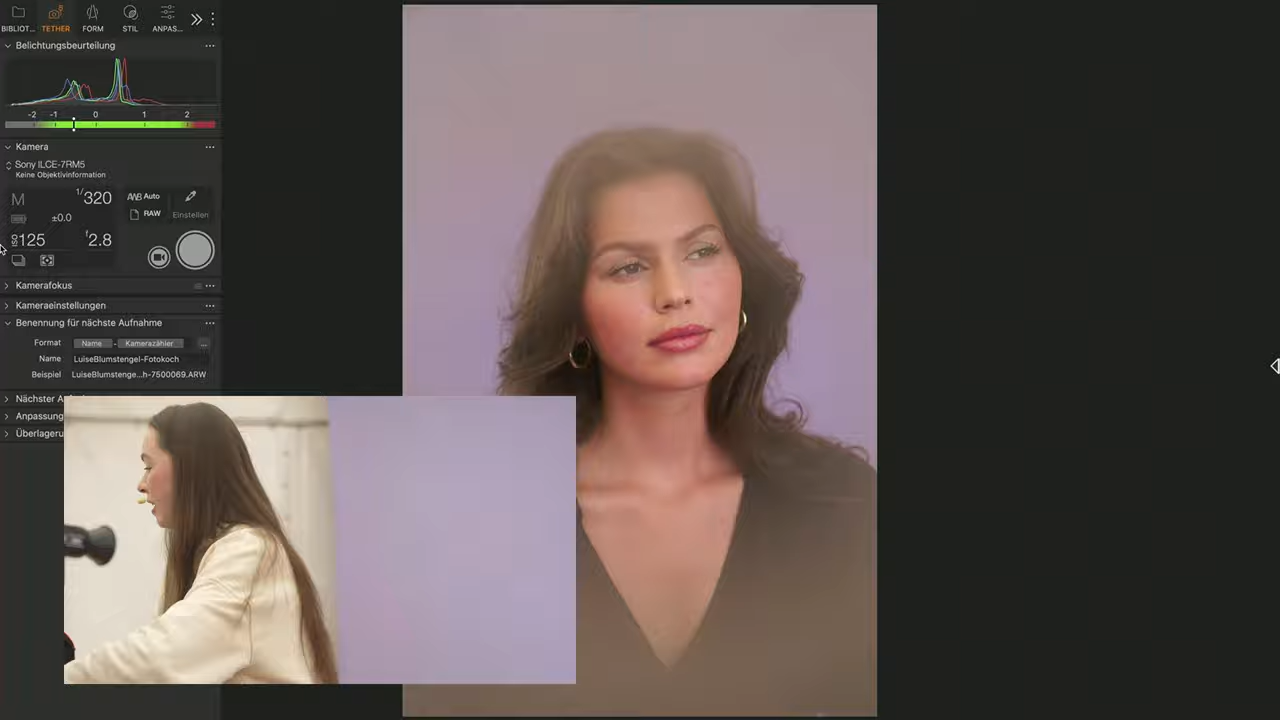 BIBLIOT... TETHER FORM STIL ANPAS...
Belichtungsbeurteilung
-2 -1 0 1 2
Kamera
Sony ILCE-7RM5
Keine Objektivinformation
M 1/320 AWB Auto
±0.0 RAW Einstellen
ISO 125 f2.8
Kamerafokus
Kameraeinstellungen
Benennung für nächste Aufnahme
Format Name - Kamerazähler ...
Name LuiseBlumstengel-Fotokoch
Beispiel LuiseBlumstenge...h-7500069.ARW
Nächster
Anpassung
Überlageru